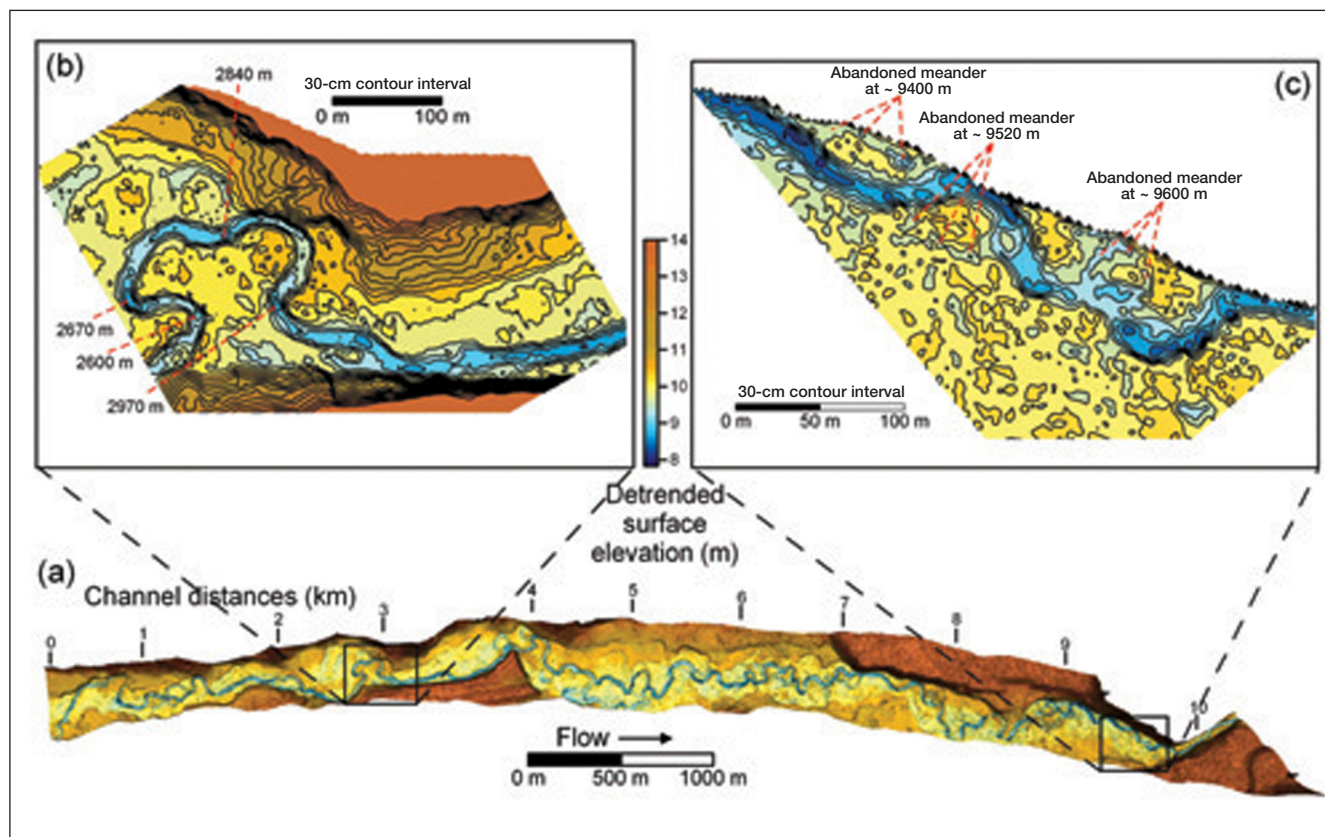 (b)
2840 m
30-cm contour interval
0 m 100 m
2670 m
2600 m
2970 m
(c)
Abandoned meander
at ~ 9400 m
Abandoned meander
at ~ 9520 m
Abandoned meander
at ~ 9600 m
30-cm contour interval
0 m 50 m 100 m
14
13
12
11
10
9
8
Detrended
surface
elevation (m)
(a)
Channel distances (km)
0 1 2 3 4 5 6 7 8 9 10
Flow
0 m 500 m 1000 m